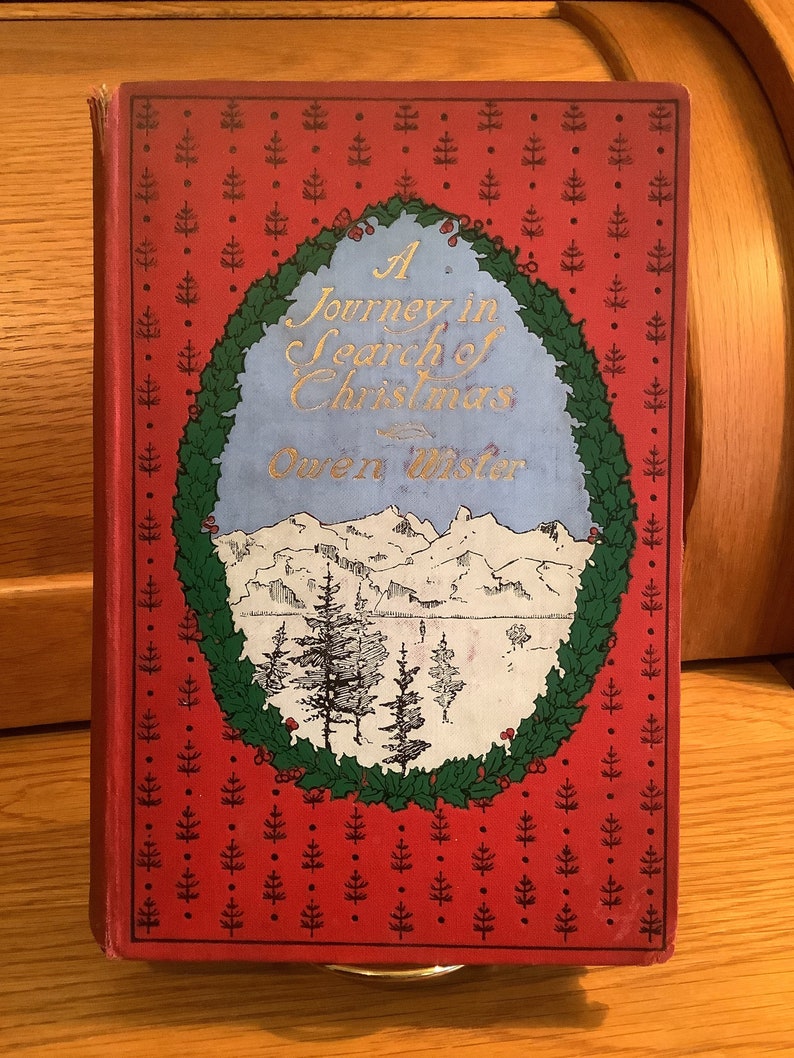 A
Journey in
Search of
Christmas
Owen Wister